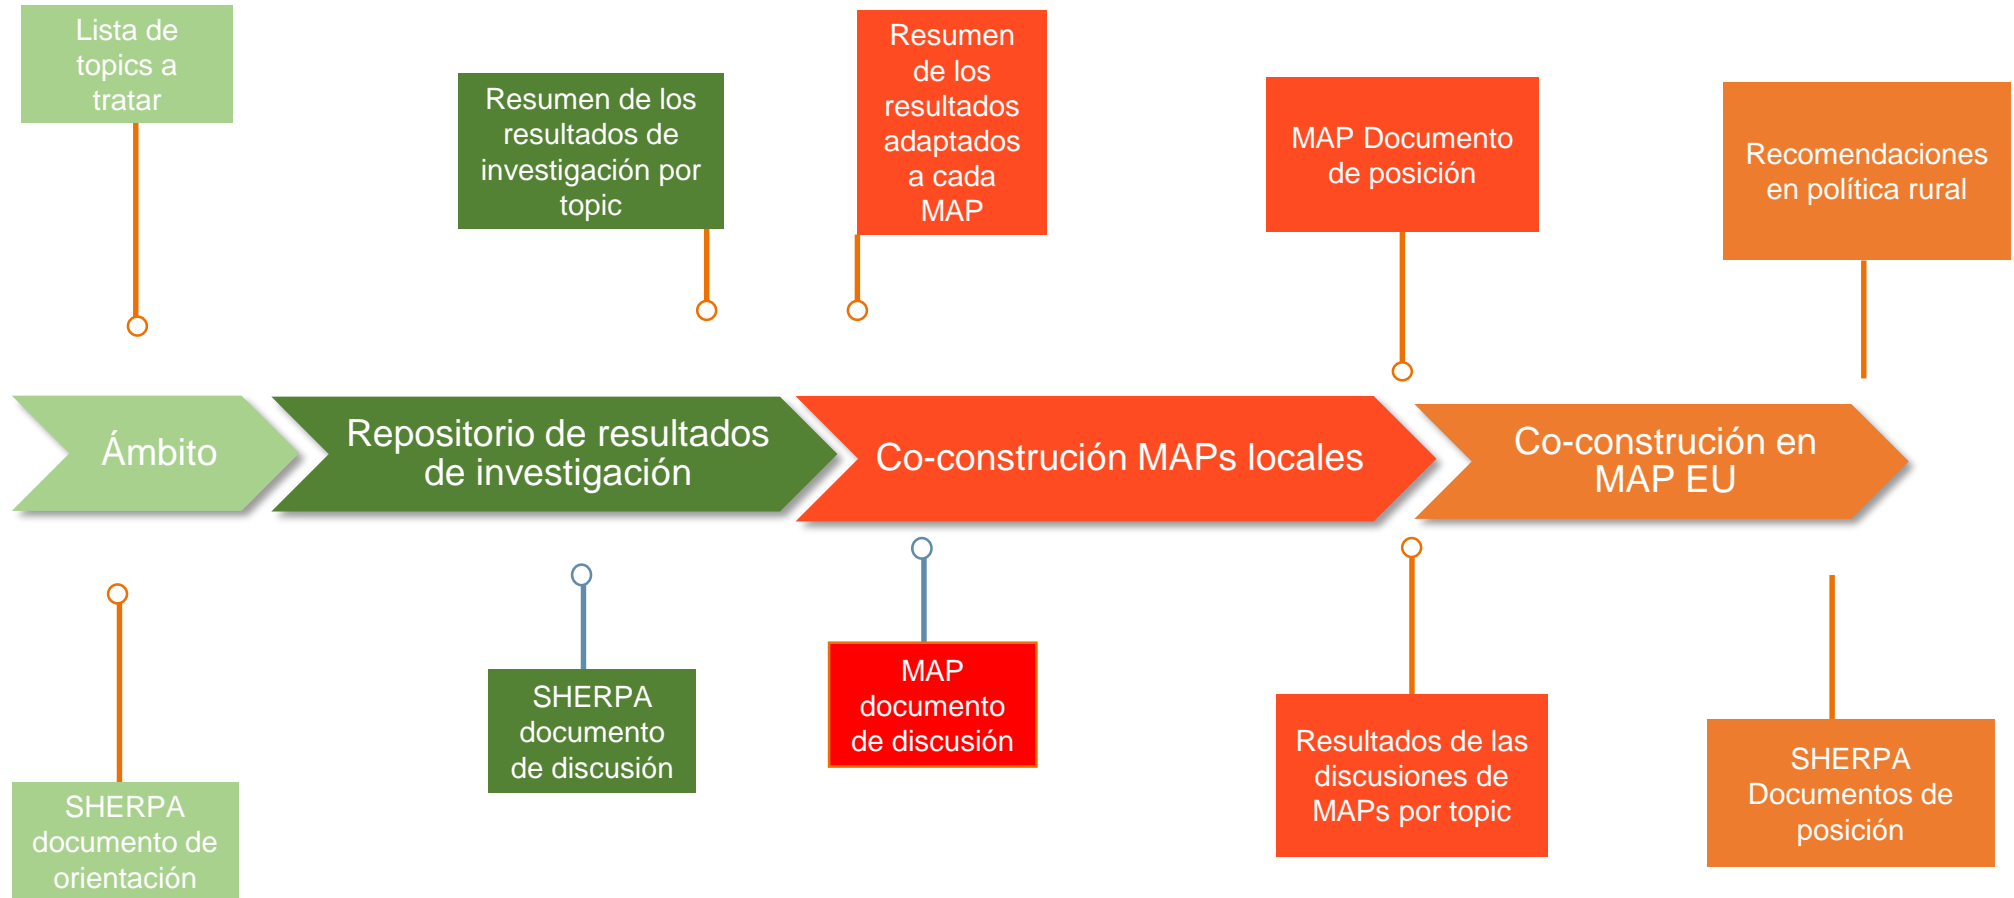 Lista de
topics a
tratar
Resumen de los
resultados de
investigación por
topic
Resumen
de los
resultados
adaptados
a cada
MAP
MAP Documento
de posición
Recomendaciones
en política rural
Ámbito
Repositorio de resultados
de investigación
Co-construción MAPs locales
Co-construción en
MAP EU
SHERPA
documento de
orientación
SHERPA
documento
de discusión
MAP
documento
de discusión
Resultados de las
discusiones de
MAPs por topic
SHERPA
Documentos de
posición